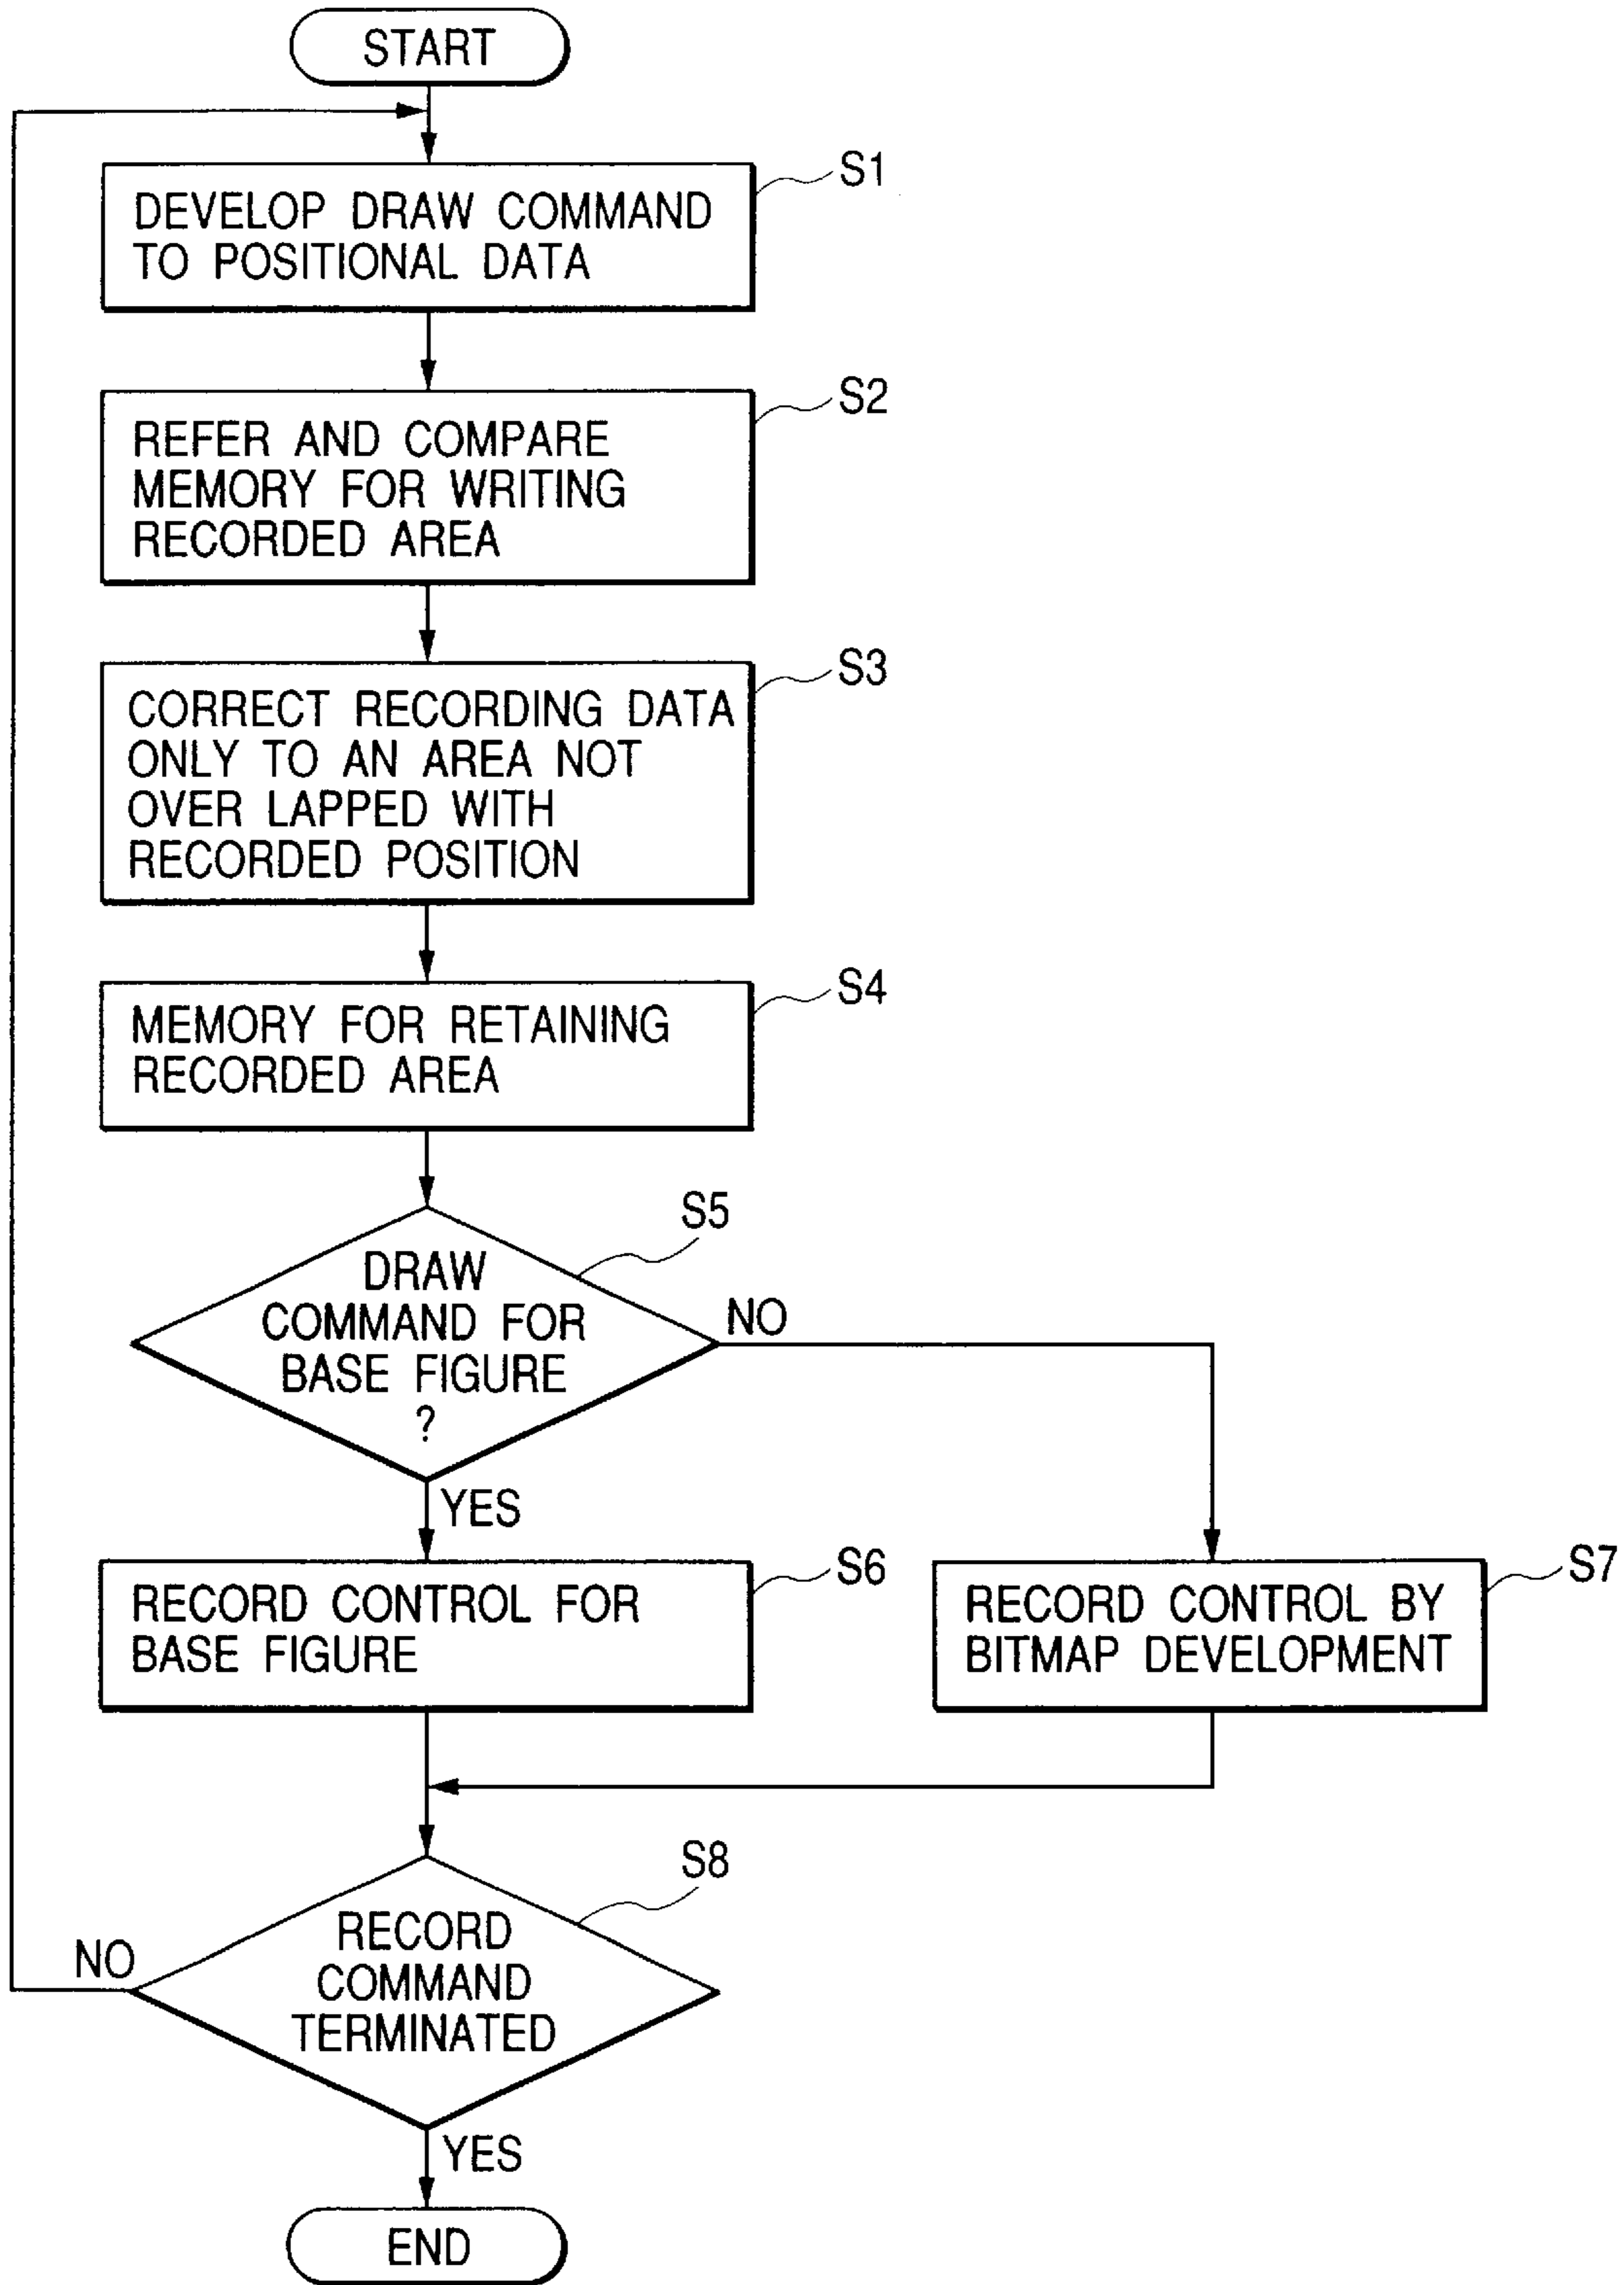 START
S1
DEVELOP DRAW COMMAND
TO POSITIONAL DATA
S2
REFER AND COMPARE
MEMORY FOR WRITING
RECORDED AREA
S3
CORRECT RECORDING DATA
ONLY TO AN AREA NOT
OVER LAPPED WITH
RECORDED POSITION
S4
MEMORY FOR RETAINING
RECORDED AREA
S5
DRAW
COMMAND FOR
BASE FIGURE
?
NO
YES
S6
RECORD CONTROL FOR
BASE FIGURE
S7
RECORD CONTROL BY
BITMAP DEVELOPMENT
S8
RECORD
COMMAND
TERMINATED
NO
YES
END